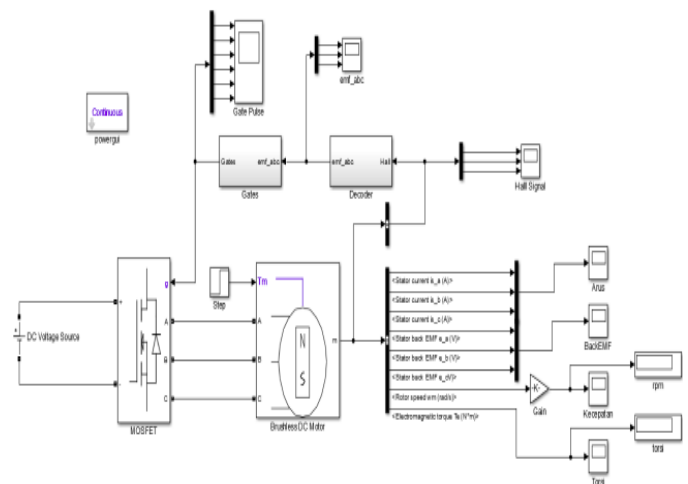 Continuous
powergui
Gate Pulse
emf_abc
Gates
emf_abc
Gates
emf_abc
Hall
Decoder
Hall Signal
DC Voltage Source
+
-
g
A
B
C
MOSFET
Step
Tm
A
B
C
N
S
m
Brushless DC Motor
<Stator current is_a (A)>
<Stator current is_b (A)>
<Stator current is_c (A)>
<Stator back EMF e_a (V)>
<Stator back EMF e_b (V)>
<Stator back EMF e_c(V)>
<Rotor speed wm (rad/s)>
<Electromagnetic torque Te (N*m)>
-K-
Gain
Arus
BackEMF
rpm
Kecepatan
torsi
Torsi